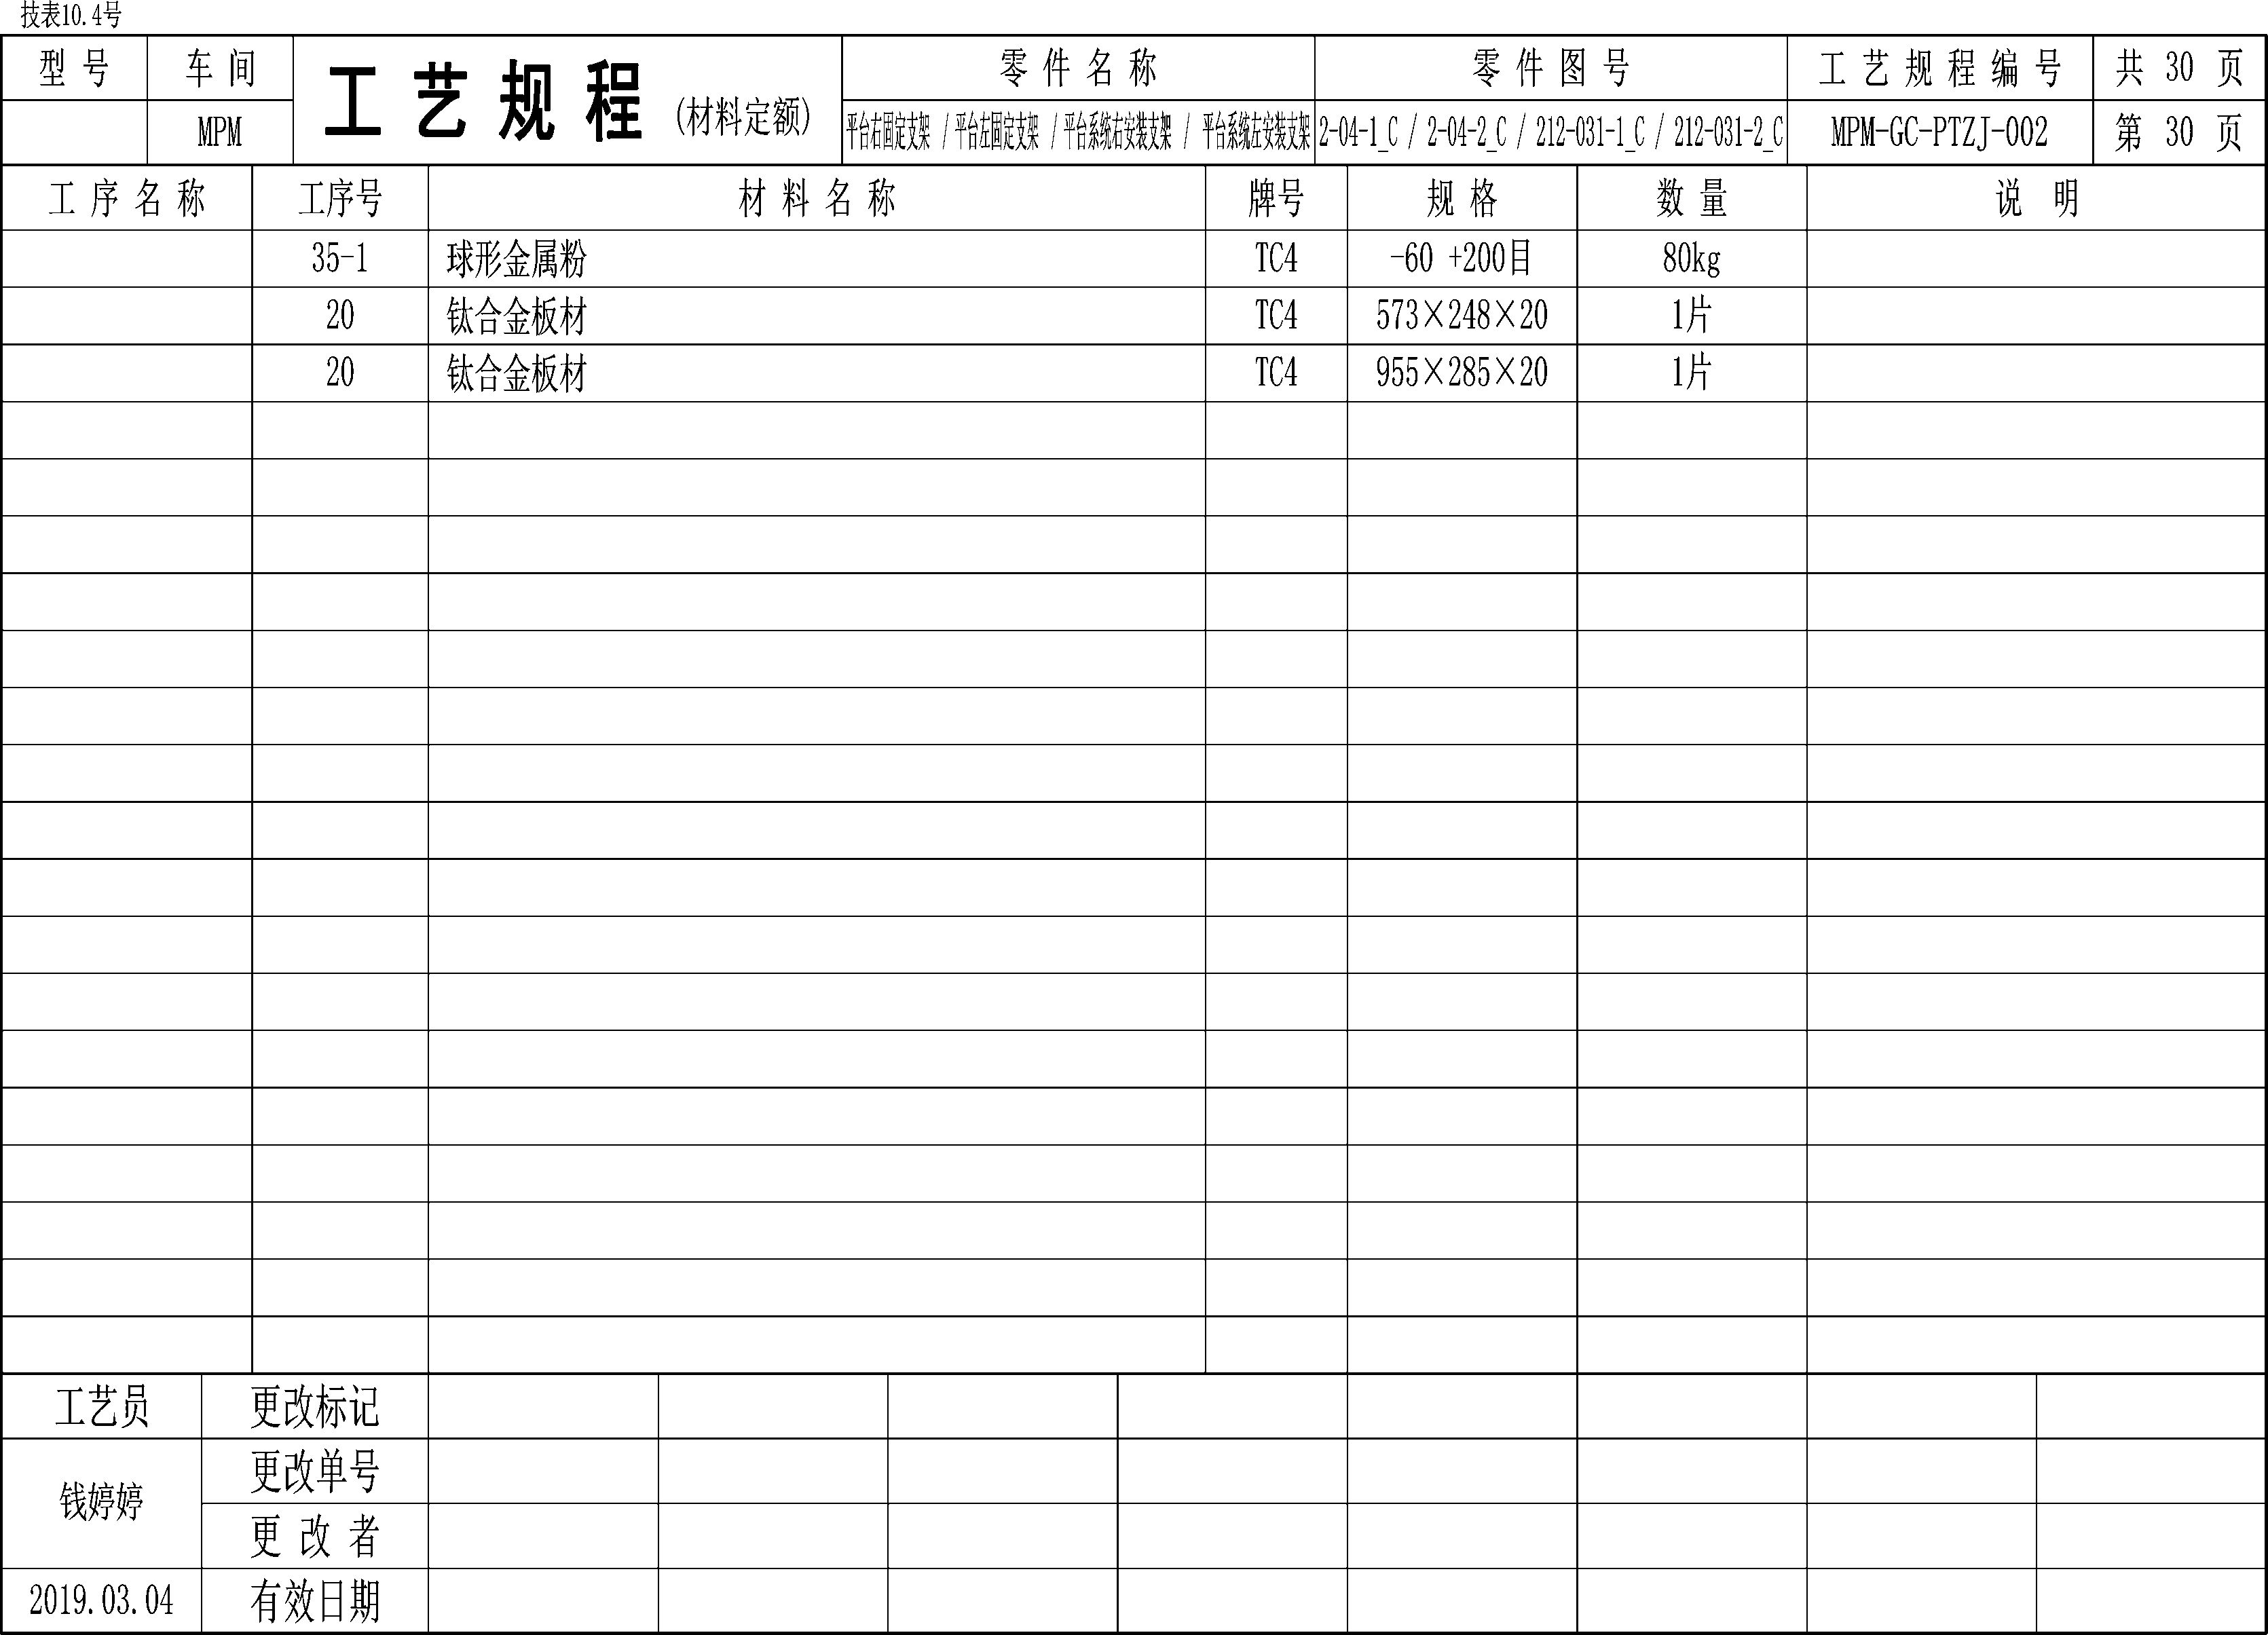 技表10.4号
型 号 车 间 工 艺 规 程 (材料定额) 零 件 名 称 零 件 图 号 工 艺 规 程 编 号 共 30 页
MPM 平台右固定支架 / 平台左固定支架 / 平台系统右安装支架 / 平台系统左安装支架 2-04-1_C / 2-04-2_C / 212-031-1_C / 212-031-2_C MPM-GC-PTZJ-002 第 30 页
工 序 名 称 工序号 材 料 名 称 牌号 规 格 数 量 说 明
35-1 球形金属粉 TC4 -60 +200目 80kg
20 钛合金板材 TC4 573×248×20 1片
20 钛合金板材 TC4 955×285×20 1片
工艺员 更改标记
更改单号
钱婷婷
更 改 者
2019.03.04 有效日期